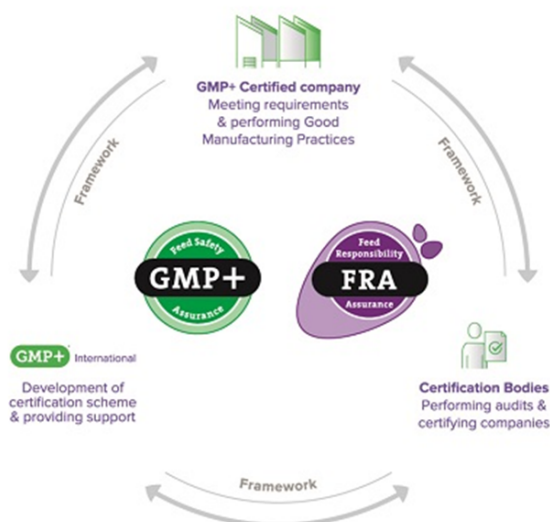 GMP+ Certified company
Meeting requirements
& performing Good
Manufacturing Practices
Framework
Framework
Feed Safety
GMP+
Assurance
Feed
Responsibility
FRA
Assurance
GMP+ International
Development of
certification scheme
& providing support
Certification Bodies
Performing audits &
certifying companies
Framework